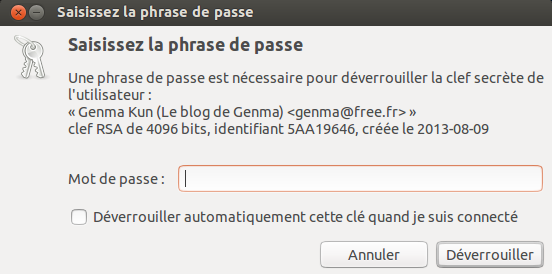 Saisissez la phrase de passe
Saisissez la phrase de passe
Une phrase de passe est nécessaire pour déverrouiller la clef secrète de
l'utilisateur :
« Genma Kun (Le blog de Genma) <genma@free.fr> »
clef RSA de 4096 bits, identifiant 5AA19646, créée le 2013-08-09
Mot de passe :
Déverrouiller automatiquement cette clé quand je suis connecté
Annuler Déverrouiller